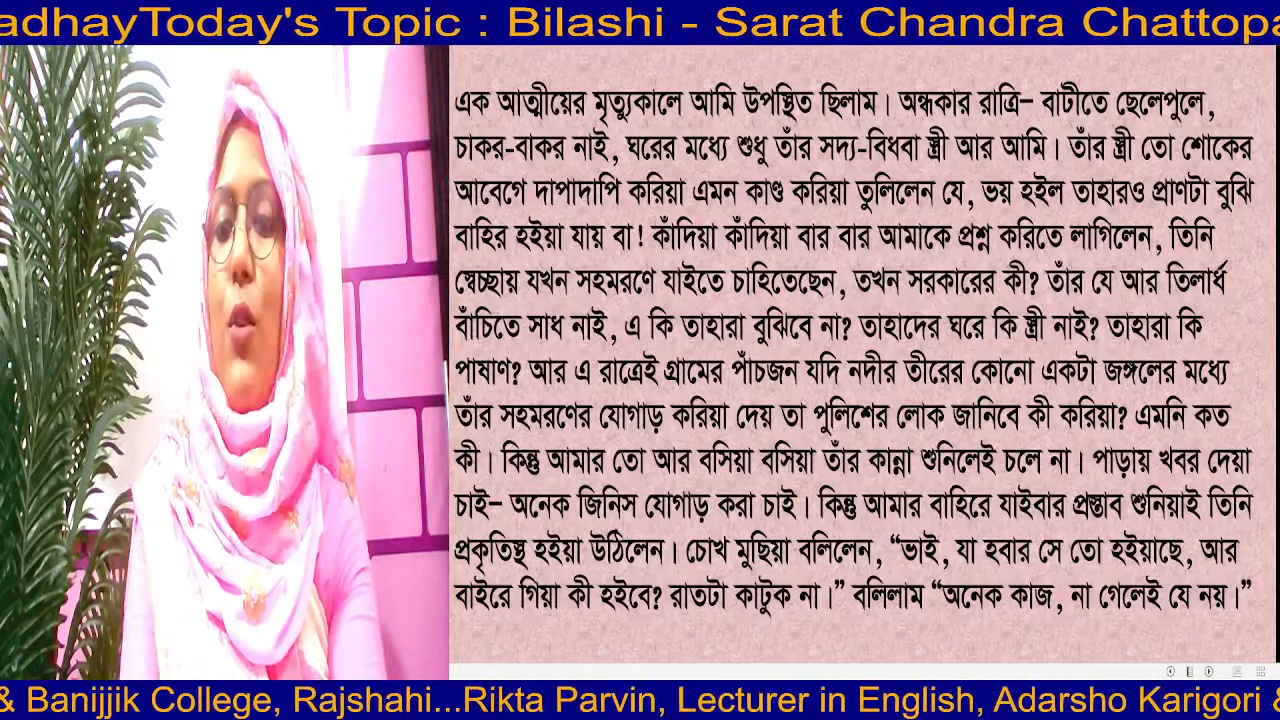 adhayToday's Topic : Bilashi - Sarat Chandra Chattopa
এক আত্মীয়ের মৃত্যুকালে আমি উপস্থিত ছিলাম। অন্ধকার রাত্রি– বাটীতে ছেলেপুলে,
চাকর-বাকর নাই, ঘরের মধ্যে শুধু তাঁর সদ্য-বিধবা স্ত্রী আর আমি। তাঁর স্ত্রী তো শোকের
আবেগে দাপাদাপি করিয়া এমন কাণ্ড করিয়া তুলিলেন যে, ভয় হইল তাহারও প্রাণটা বুঝি
বাহির হইয়া যায় বা! কাঁদিয়া কাঁদিয়া বার বার আমাকে প্রশ্ন করিতে লাগিলেন, তিনি
স্বেচ্ছায় যখন সহমরণে যাইতে চাহিতেছেন, তখন সরকারের কী? তাঁর যে আর তিলার্ধ
বাঁচিতে সাধ নাই, এ কি তাহারা বুঝিবে না? তাহাদের ঘরে কি স্ত্রী নাই? তাহারা কি
পাষাণ? আর এ রাত্রেই গ্রামের পাঁচজন যদি নদীর তীরের কোনো একটা জঙ্গলের মধ্যে
তাঁর সহমরণের যোগাড় করিয়া দেয় তা পুলিশের লোক জানিবে কী করিয়া? এমনি কত
কী। কিন্তু আমার তো আর বসিয়া বসিয়া তাঁর কান্না শুনিলেই চলে না। পাড়ায় খবর দেয়া
চাই– অনেক জিনিস যোগাড় করা চাই। কিন্তু আমার বাহিরে যাইবার প্রস্তাব শুনিয়াই তিনি
প্রকৃতিস্থ হইয়া উঠিলেন। চোখ মুছিয়া বলিলেন, “ভাই, যা হবার সে তো হইয়াছে, আর
বাইরে গিয়া কী হইবে? রাতটা কাটুক না।” বলিলাম “অনেক কাজ, না গেলেই যে নয়।”
& Banijjik College, Rajshahi...Rikta Parvin, Lecturer in English, Adarsho Karigori &